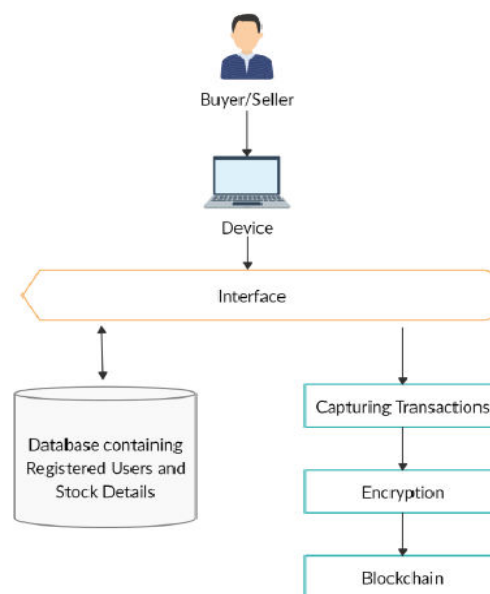 Buyer/Seller
Device
Interface
Database containing
Registered Users and
Stock Details
Capturing Transactions
Encryption
Blockchain